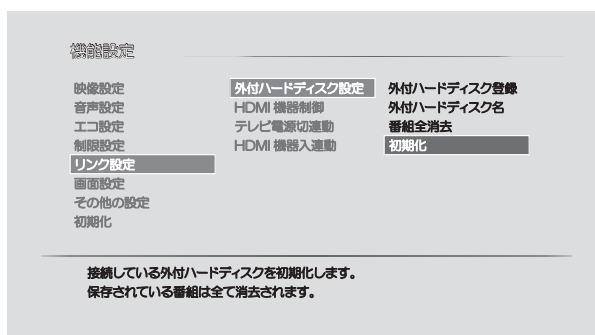 機能設定
映像設定
音声設定
エコ設定
制限設定
リンク設定
画面設定
その他の設定
初期化
外付ハードディスク設定
HDMI 機器制御
テレビ電源切連動
HDMI 機器入連動
外付ハードディスク登録
外付ハードディスク名
番組全消去
初期化
接続している外付ハードディスクを初期化します。
保存されている番組は全て消去されます。